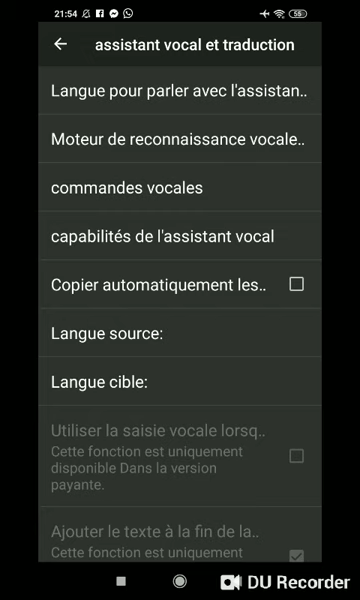 21:54
55
assistant vocal et traduction
Langue pour parler avec l'assistan..
Moteur de reconnaissance vocale..
commandes vocales
capabilités de l'assistant vocal
Copier automatiquement les..
Langue source:
Langue cible:
Utiliser la saisie vocale lorsq..
Cette fonction est uniquement
disponible Dans la version
payante.
Ajouter le texte à la fin de la..
Cette fonction est uniquement
DU Recorder